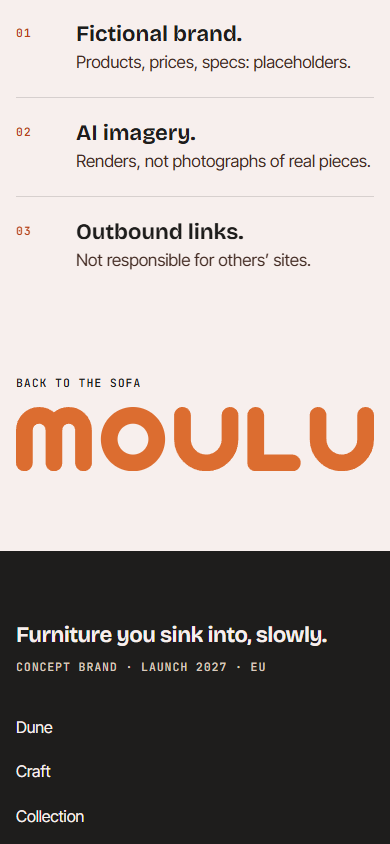 01
Fictional brand.
Products, prices, specs: placeholders.
02
AI imagery.
Renders, not photographs of real pieces.
03
Outbound links.
Not responsible for others’ sites.
BACK TO THE SOFA
MOULU
Furniture you sink into, slowly.
CONCEPT BRAND · LAUNCH 2027 · EU
Dune
Craft
Collection